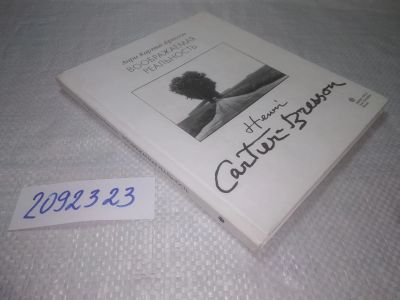 Анри Картье-Брессон
ВООБРАЖАЕМАЯ
РЕАЛЬНОСТЬ
Henri
Cartier-Bresson
2092323